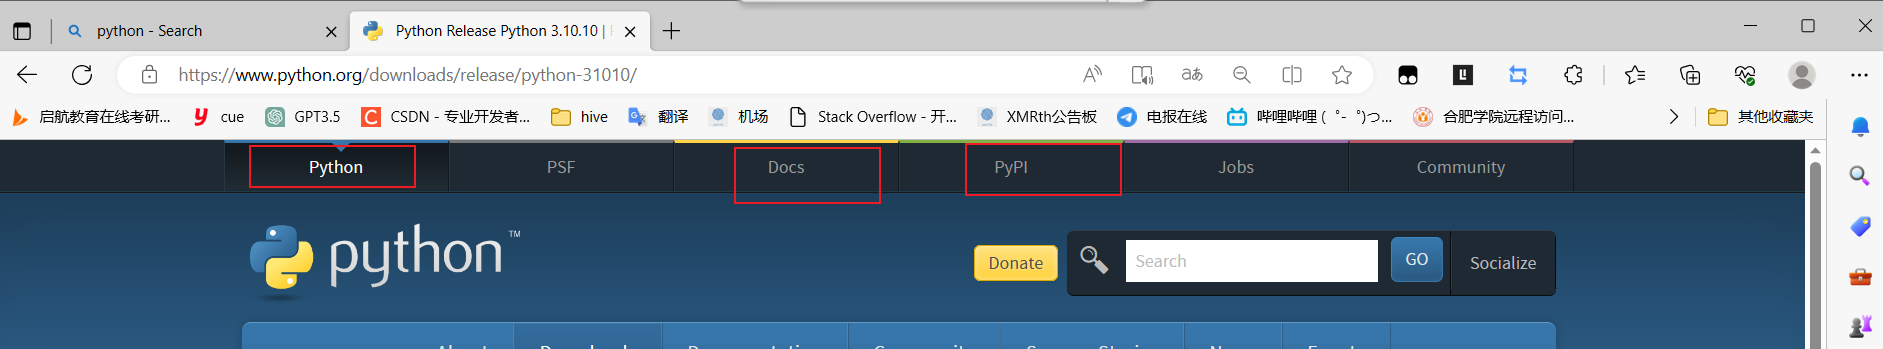 python - Search
Python Release Python 3.10.10 |
https://www.python.org/downloads/release/python-31010/
启航教育在线考研... cue GPT3.5 CSDN - 专业开发者... hive 翻译 机场 Stack Overflow - 开... XMRth公告板 电报在线 哔哩哔哩 ( ゜- ゜)つ... 合肥学院远程访问... 其他收藏夹
Python PSF Docs PyPI Jobs Community
python™
Donate Search GO Socialize